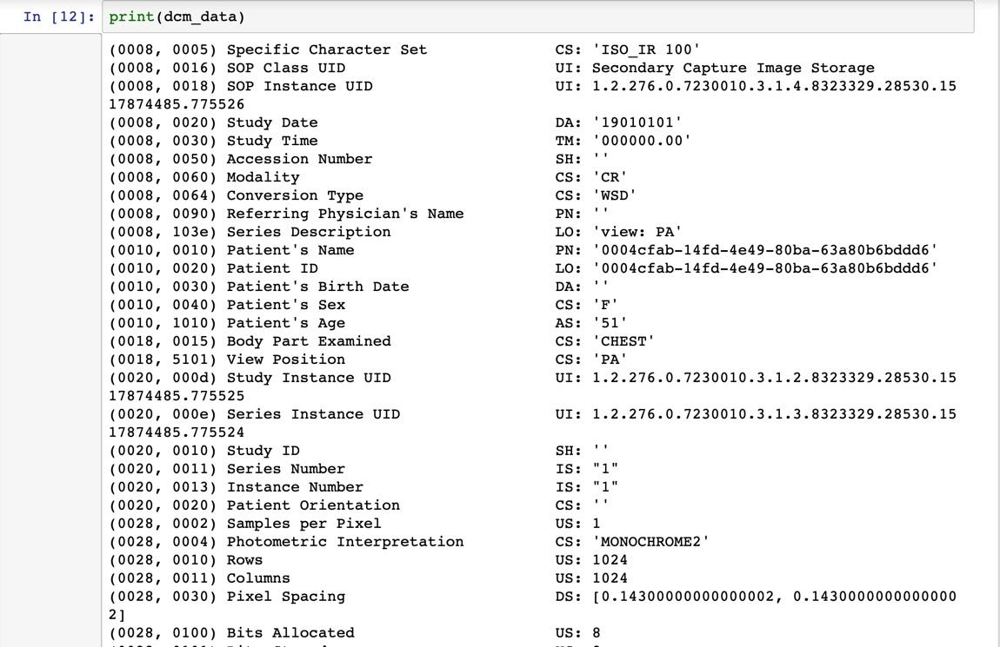 In [12]: print(dcm_data)
(0008, 0005) Specific Character Set CS: 'ISO_IR 100'
(0008, 0016) SOP Class UID UI: Secondary Capture Image Storage
(0008, 0018) SOP Instance UID UI: 1.2.276.0.7230010.3.1.4.8323329.28530.15
17874485.775526
(0008, 0020) Study Date DA: '19010101'
(0008, 0030) Study Time TM: '000000.00'
(0008, 0050) Accession Number SH: ''
(0008, 0060) Modality CS: 'CR'
(0008, 0064) Conversion Type CS: 'WSD'
(0008, 0090) Referring Physician's Name PN: ''
(0008, 103e) Series Description LO: 'view: PA'
(0010, 0010) Patient's Name PN: '0004cfab-14fd-4e49-80ba-63a80b6bddd6'
(0010, 0020) Patient ID LO: '0004cfab-14fd-4e49-80ba-63a80b6bddd6'
(0010, 0030) Patient's Birth Date DA: ''
(0010, 0040) Patient's Sex CS: 'F'
(0010, 1010) Patient's Age AS: '51'
(0018, 0015) Body Part Examined CS: 'CHEST'
(0018, 5101) View Position CS: 'PA'
(0020, 000d) Study Instance UID UI: 1.2.276.0.7230010.3.1.2.8323329.28530.15
17874485.775525
(0020, 000e) Series Instance UID UI: 1.2.276.0.7230010.3.1.3.8323329.28530.15
17874485.775524
(0020, 0010) Study ID SH: ''
(0020, 0011) Series Number IS: "1"
(0020, 0013) Instance Number IS: "1"
(0020, 0020) Patient Orientation CS: ''
(0028, 0002) Samples per Pixel US: 1
(0028, 0004) Photometric Interpretation CS: 'MONOCHROME2'
(0028, 0010) Rows US: 1024
(0028, 0011) Columns US: 1024
(0028, 0030) Pixel Spacing DS: [0.14300000000000002, 0.1430000000000000
2]
(0028, 0100) Bits Allocated US: 8